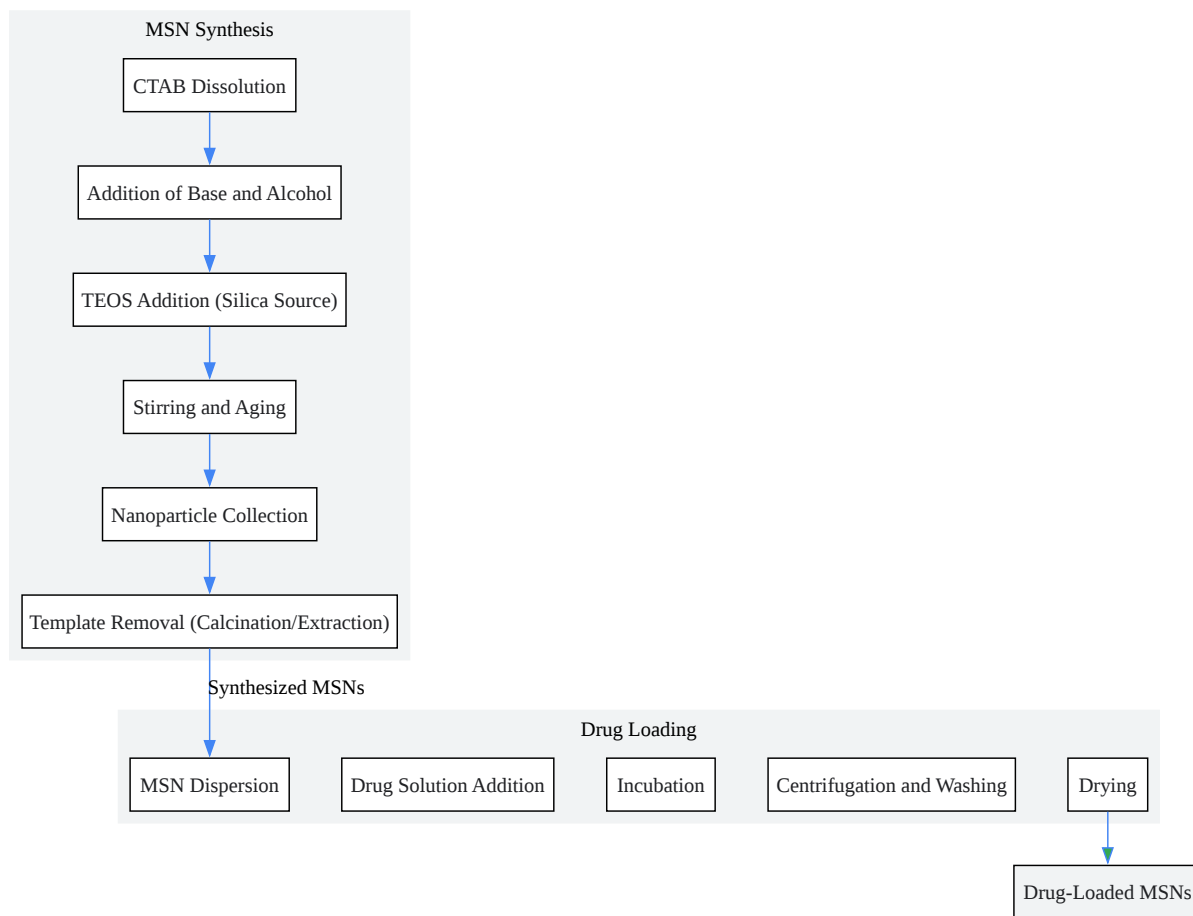 MSN Synthesis
CTAB Dissolution
Addition of Base and Alcohol
TEOS Addition (Silica Source)
Stirring and Aging
Nanoparticle Collection
Template Removal (Calcination/Extraction)
Synthesized MSNs
Drug Loading
MSN Dispersion
Drug Solution Addition
Incubation
Centrifugation and Washing
Drying
Drug-Loaded MSNs